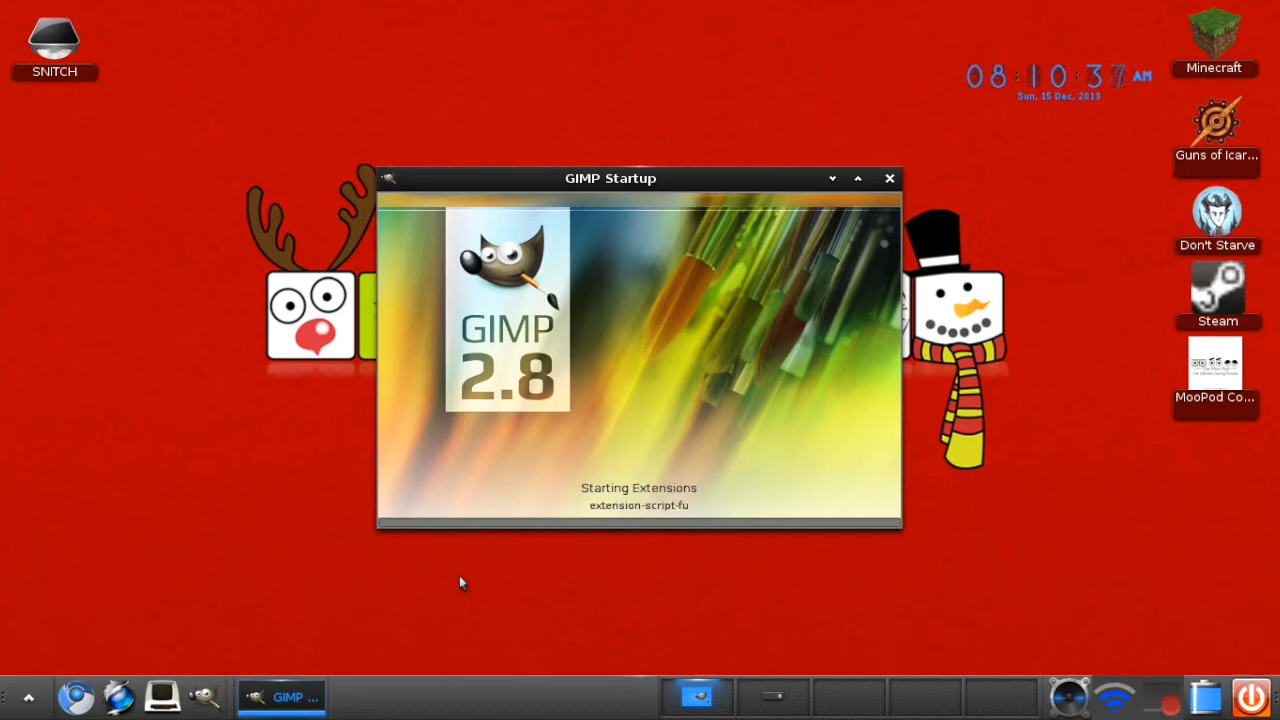 SNITCH
08:10:37 AM
Sun, 15 Dec, 2013
Minecraft
Guns of Icar...
Don't Starve
Steam
MooPod Co...
GIMP Startup
GIMP
2.8
Starting Extensions
extension-script-fu
GIMP ...